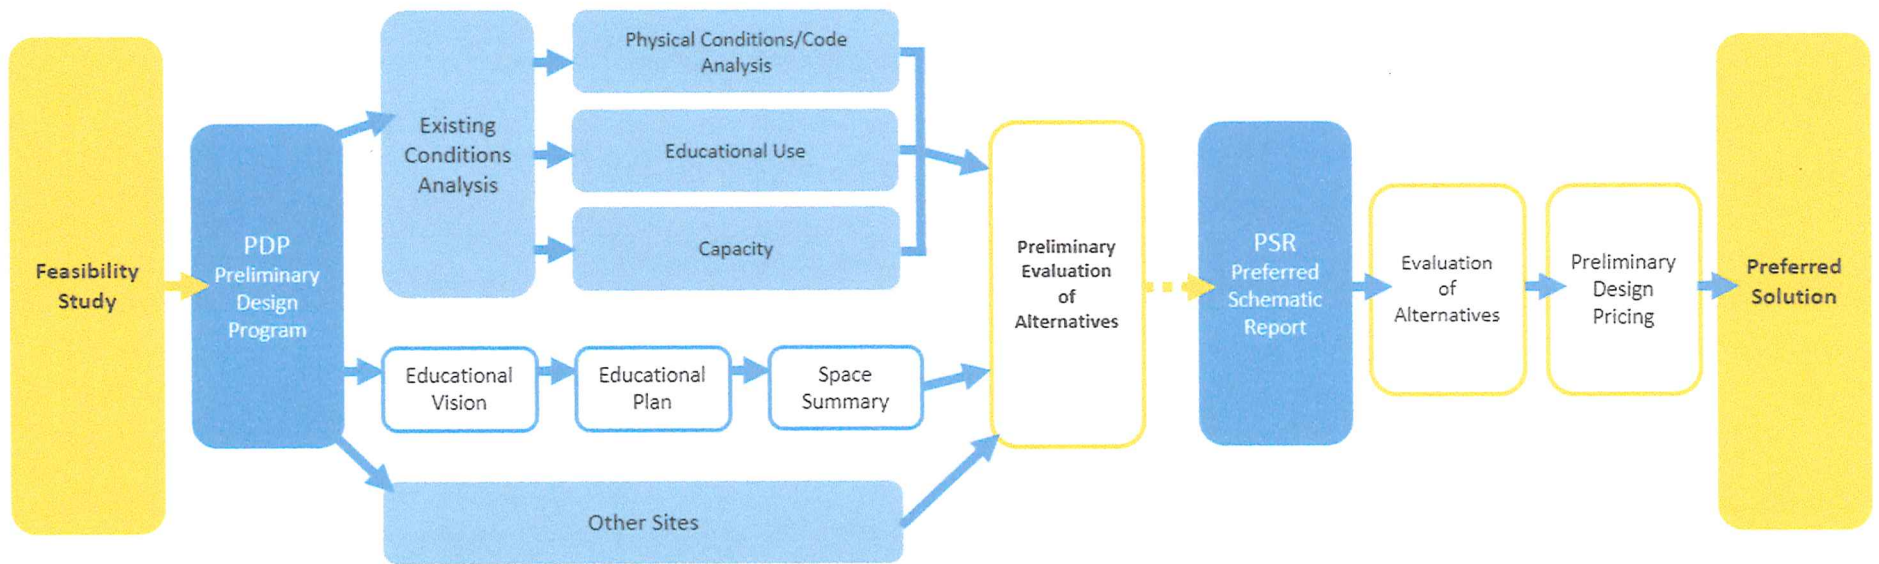 Feasibility
Study
PDP
Preliminary
Design
Program
Existing
Conditions
Analysis
Physical Conditions/Code
Analysis
Educational Use
Capacity
Educational
Vision
Educational
Plan
Space
Summary
Other Sites
Preliminary
Evaluation
of
Alternatives
PSR
Preferred
Schematic
Report
Evaluation
of
Alternatives
Preliminary
Design
Pricing
Preferred
Solution